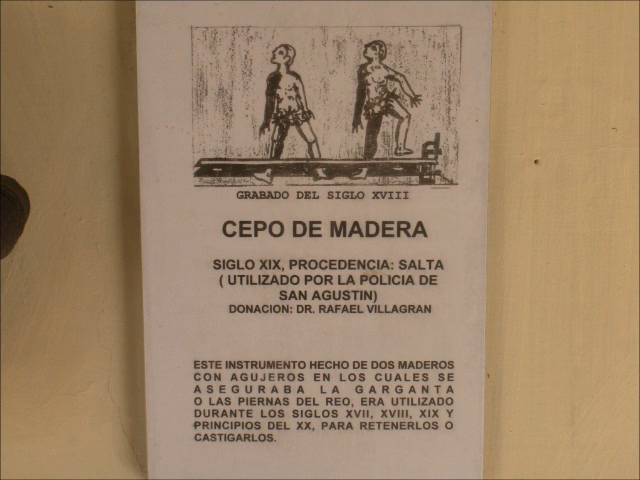 GRABADO DEL SIGLO XVIII
CEPO DE MADERA
SIGLO XIX, PROCEDENCIA: SALTA
( UTILIZADO POR LA POLICIA DE
SAN AGUSTIN)
DONACION: DR. RAFAEL VILLAGRAN
ESTE INSTRUMENTO HECHO DE DOS MADEROS
CON AGUJEROS EN LOS CUALES SE
ASEGURABA LA GARGANTA
O LAS PIERNAS DEL REO, ERA UTILIZADO
DURANTE LOS SIGLOS XVII, XVIII, XIX Y
PRINCIPIOS DEL XX, PARA RETENERLOS O
CASTIGARLOS.